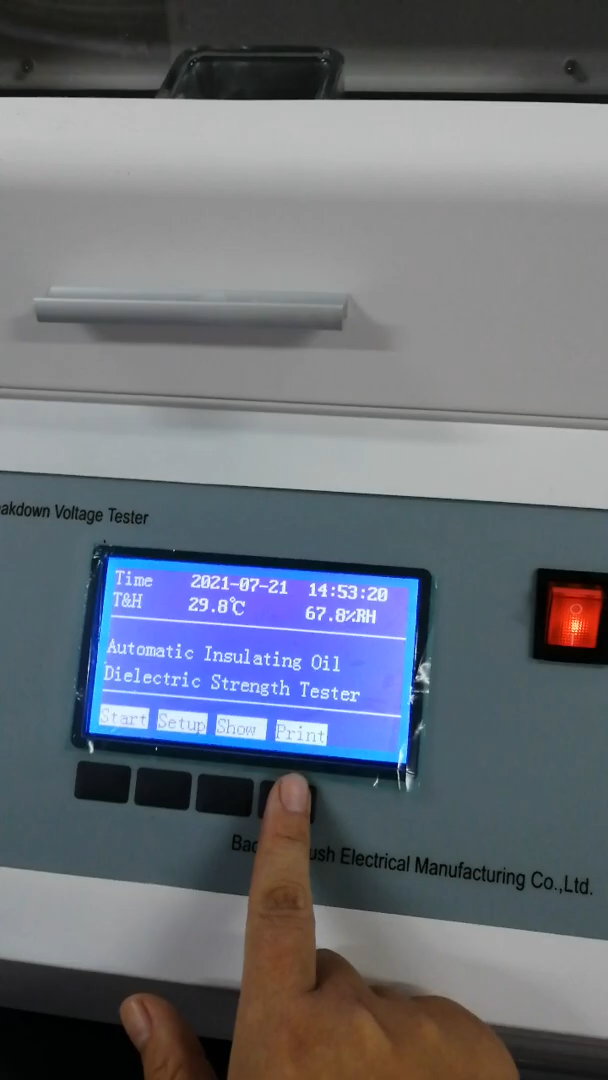 Voltage Tester
Time 2021-07-21 14:53:20
T&H 29.8℃ 67.8%RH
Automatic Insulating Oil
Dielectric Strength Tester
Start Setup Show Print
Electrical Manufacturing Co.,Ltd.